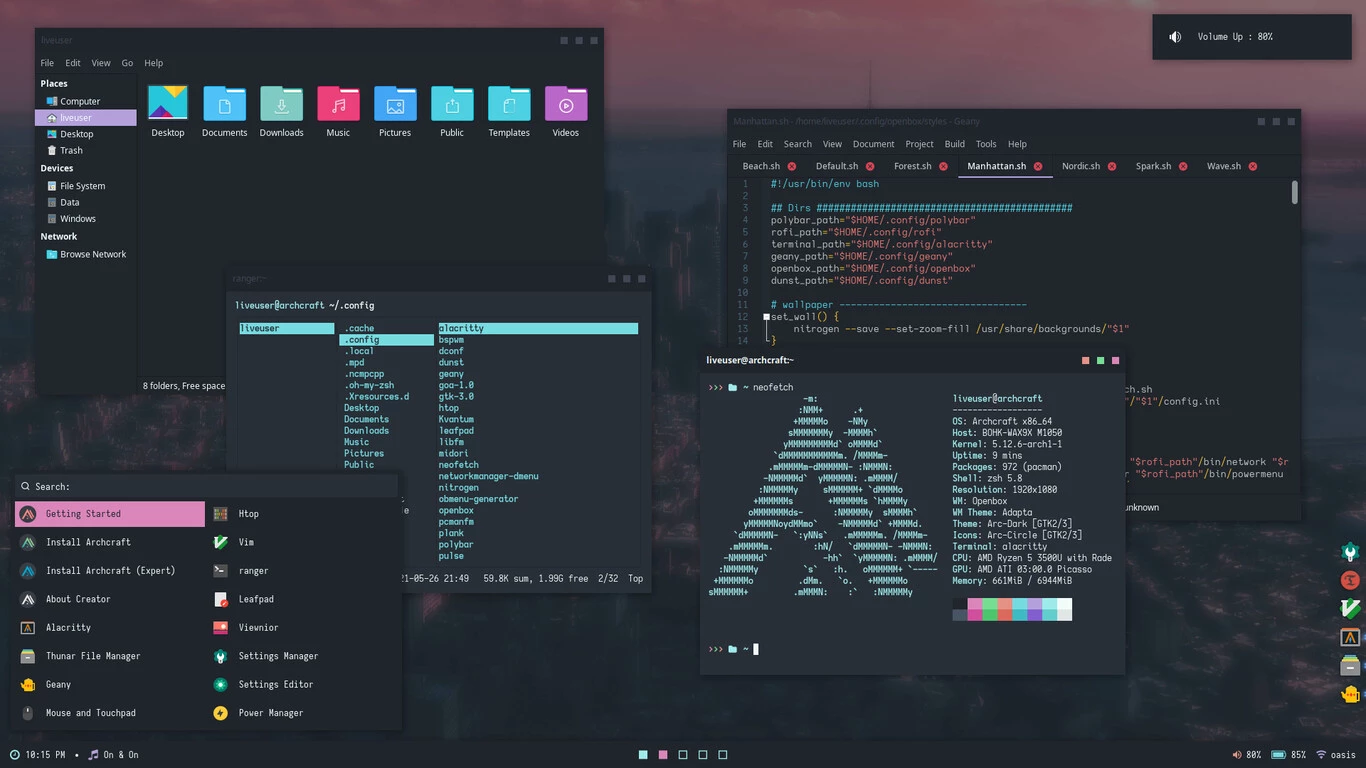 liveuser
File Edit View Go Help
Places
Computer
liveuser
Desktop
Trash
Devices
File System
Data
Windows
Network
Browse Network
Desktop Documents Downloads Music Pictures Public Templates Videos
8 folders, Free space
Volume Up : 80%
Manhattan.sh - /home/liveuser/.config/openbox/styles - Geany
File Edit Search View Document Project Build Tools Help
Beach.sh Default.sh Forest.sh Manhattan.sh Nordic.sh Spark.sh Wave.sh
1 #!/usr/bin/env bash
2
3 ## Dirs #############################################
4 polybar_path="$HOME/.config/polybar"
5 rofi_path="$HOME/.config/rofi"
6 terminal_path="$HOME/.config/alacritty"
7 geany_path="$HOME/.config/geany"
8 openbox_path="$HOME/.config/openbox"
9 dunst_path="$HOME/.config/dunst"
10
11 # wallpaper ---------------------------------
12 set_wall() {
13 nitrogen --save --set-zoom-fill /usr/share/backgrounds/"$1"
14 }
ch.sh
"/"$1"/config.ini
"$rofi_path"/bin/network "$r
"$rofi_path"/bin/powermenu
unknown
ranger:~
liveuser@archcraft ~/.config
liveuser .cache alacritty
.config bspwm
.local dconf
.mpd dunst
.ncmpcpp geany
.oh-my-zsh goa-1.0
.Xresources.d gtk-3.0
Desktop htop
Documents Kvantum
Downloads leafpad
Music libfm
Pictures midori
Public neofetch
networkmanager-dmenu
nitrogen
obmenu-generator
openbox
pcmanfm
plank
polybar
pulse
21-05-26 21:49 59.8K sum, 1.99G free 2/32 Top
liveuser@archcraft:~
>>> ~ neofetch
liveuser@archcraft
------------------
OS: Archcraft x86_64
Host: BOHK-WAX9X M1050
Kernel: 5.12.6-arch1-1
Uptime: 9 mins
Packages: 972 (pacman)
Shell: zsh 5.8
Resolution: 1920x1080
WM: Openbox
WM Theme: Adapta
Theme: Arc-Dark [GTK2/3]
Icons: Arc-Circle [GTK2/3]
Terminal: alacritty
CPU: AMD Ryzen 5 3500U with Rade
GPU: AMD ATI 03:00.0 Picasso
Memory: 661MiB / 6944MiB
>>> ~
Search:
Getting Started Htop
Install Archcraft Vim
Install Archcraft (Expert) ranger
About Creator Leafpad
Alacritty Viewnior
Thunar File Manager Settings Manager
Geany Settings Editor
Mouse and Touchpad Power Manager
10:15 PM • On & On
80% 85% oasis